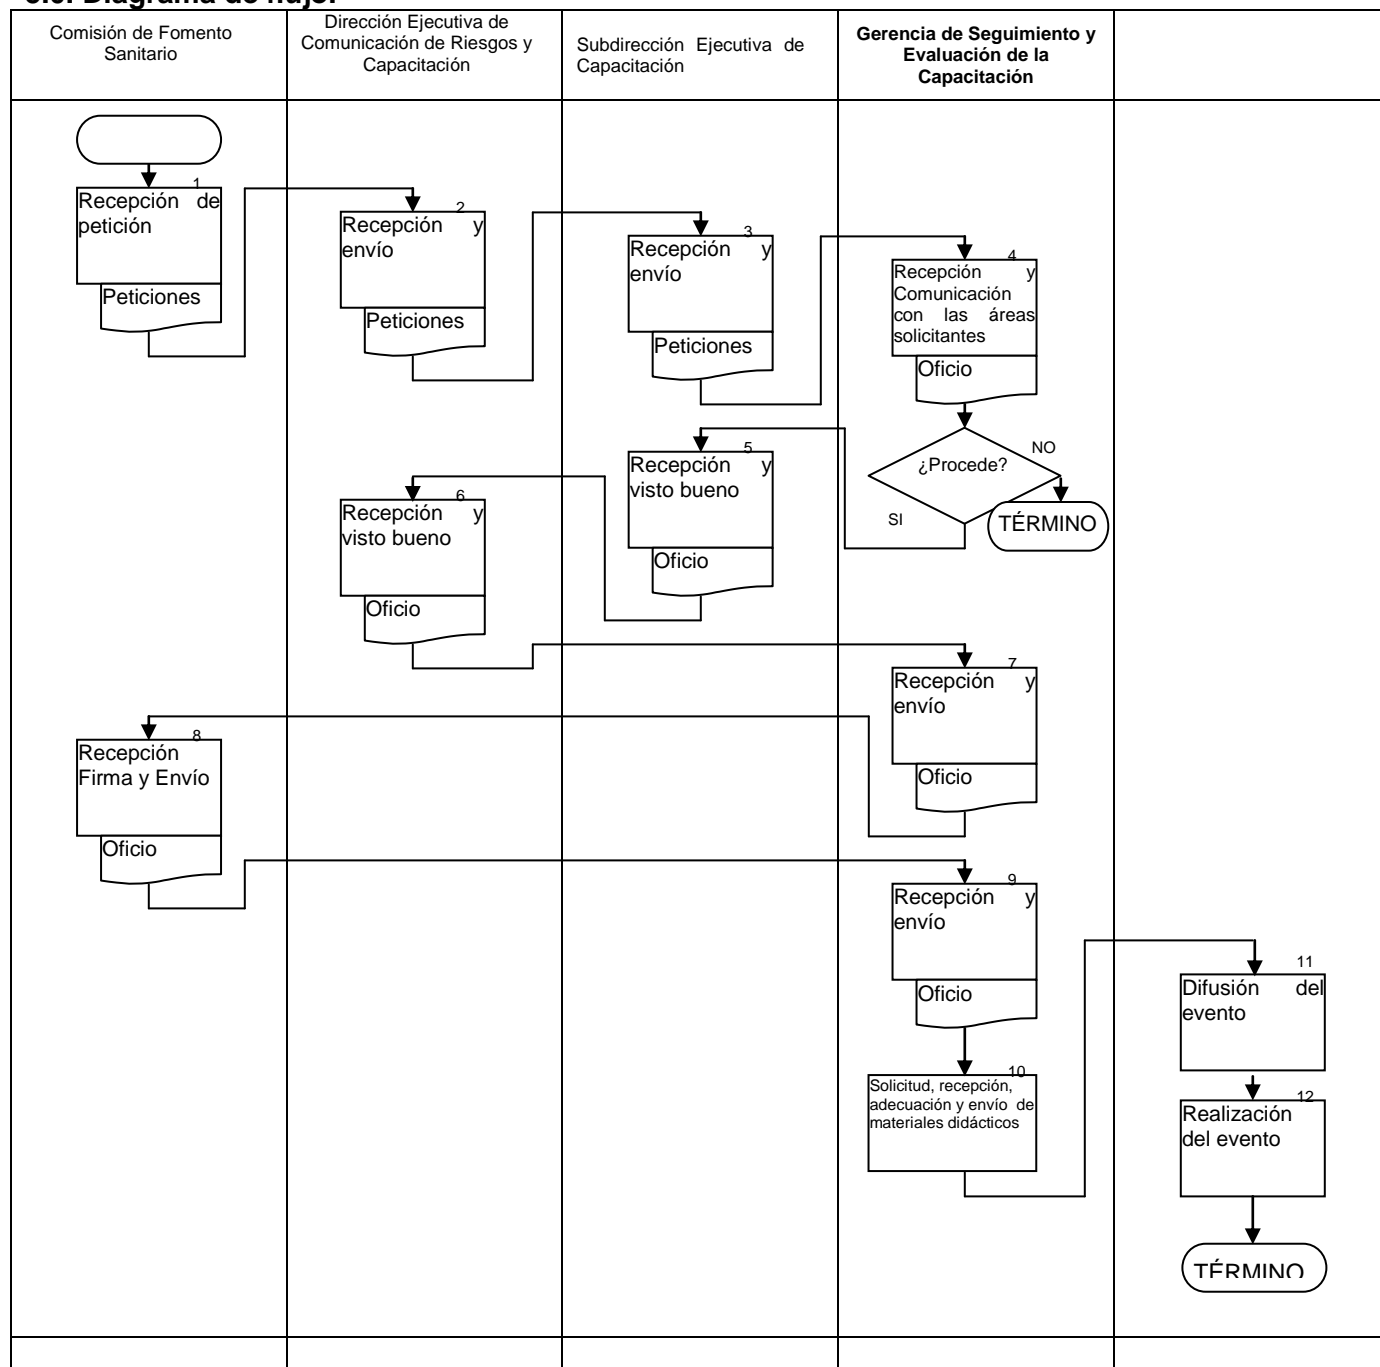 Comisión de Fomento
Sanitario
Dirección Ejecutiva de
Comunicación de Riesgos y
Capacitación
Subdirección Ejecutiva de
Capacitación
Gerencia de Seguimiento y
Evaluación de la
Capacitación
1
Recepción de
petición
Peticiones
2
Recepción y
envío
Peticiones
3
Recepción y
envío
Peticiones
4
Recepción y
Comunicación
con las áreas
solicitantes
Oficio
¿Procede?
NO
SI
TÉRMINO
5
Recepción y
visto bueno
Oficio
6
Recepción y
visto bueno
Oficio
7
Recepción y
envío
Oficio
8
Recepción
Firma y Envío
Oficio
9
Recepción y
envío
Oficio
10
Solicitud, recepción,
adecuación y envío de
materiales didácticos
11
Difusión del
evento
12
Realización
del evento
TÉRMINO